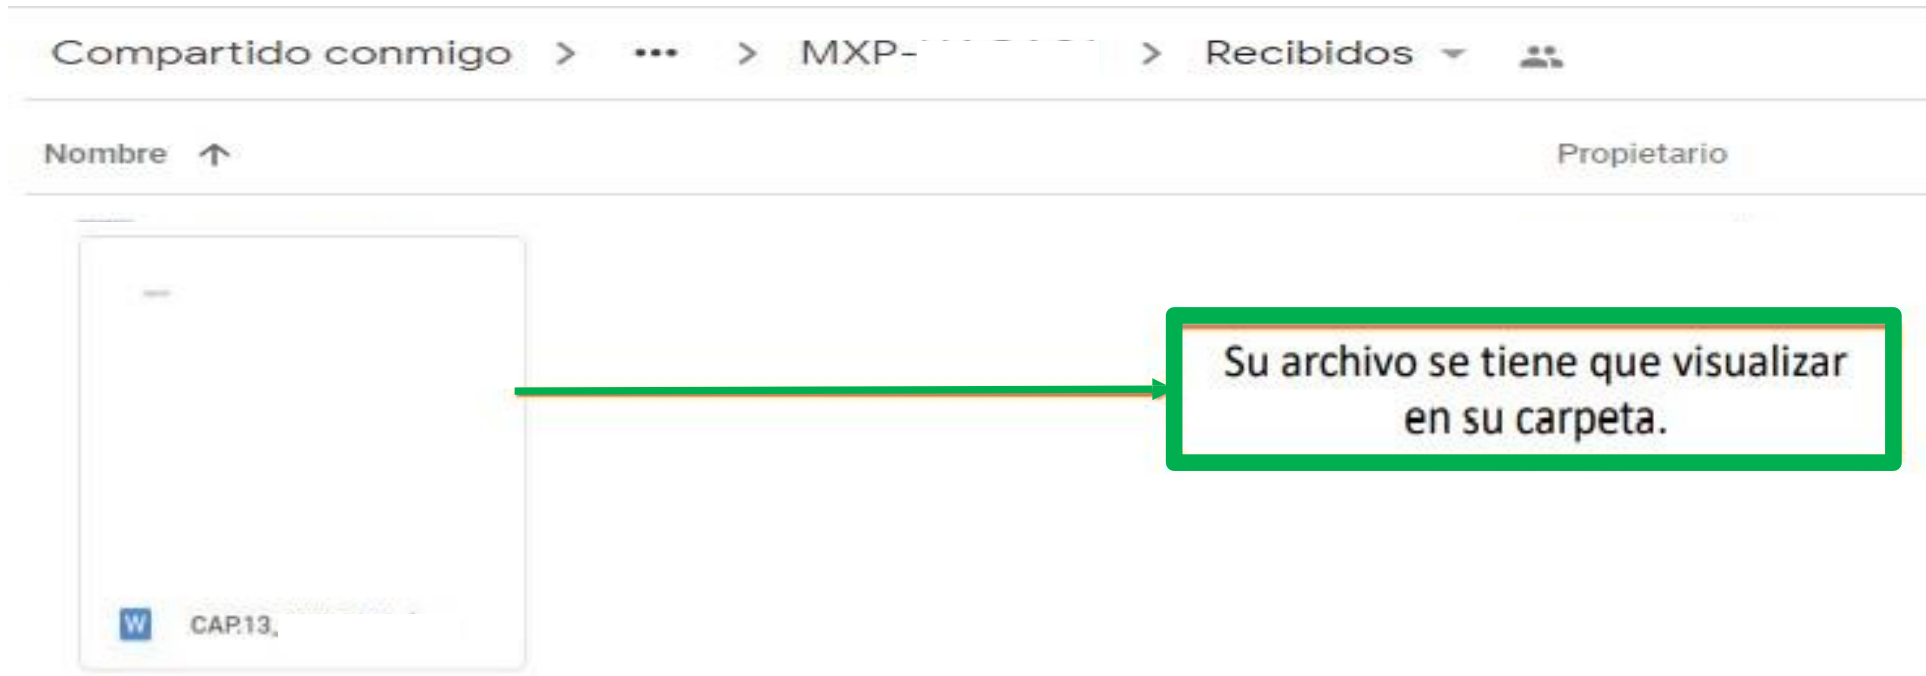 Compartido conmigo > ••• > MXP- > Recibidos
Nombre ↑ Propietario
Su archivo se tiene que visualizar
en su carpeta.
W CAP.13,